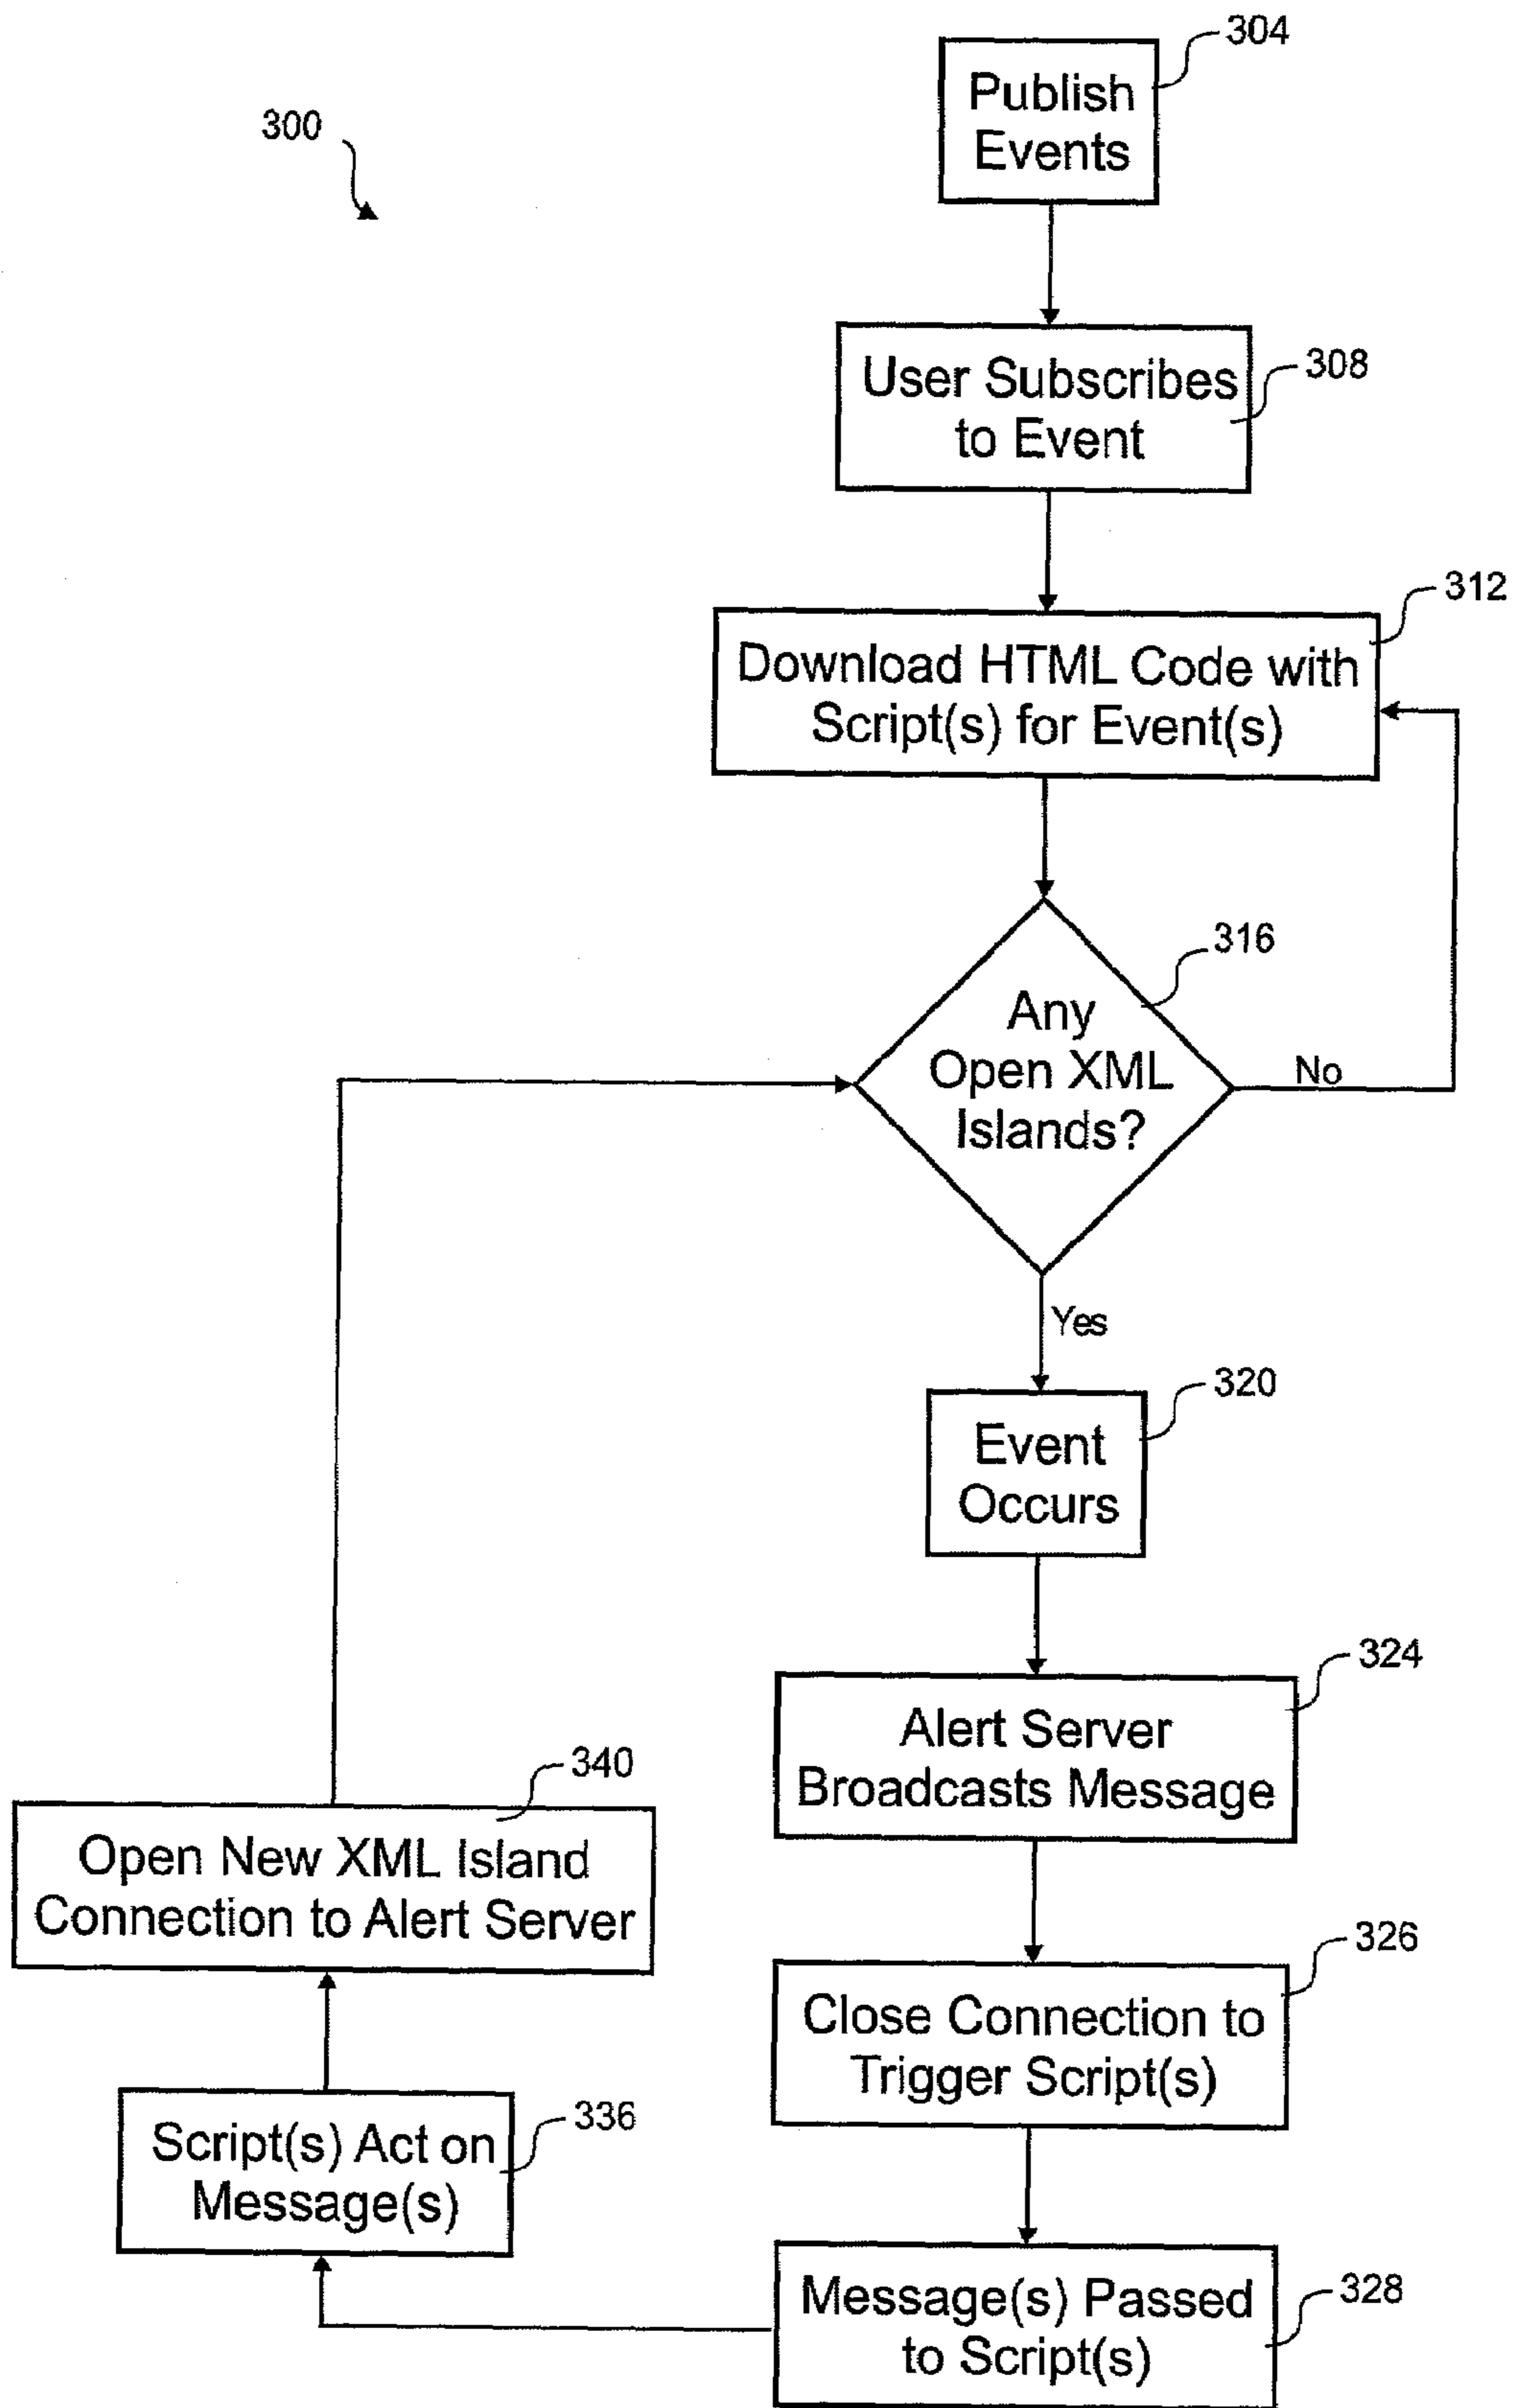 304
Publish
Events
300
User Subscribes
to Event
308
312
Download HTML Code with
Script(s) for Event(s)
316
Any
Open XML
Islands?
No
Yes
320
Event
Occurs
324
Alert Server
Broadcasts Message
340
Open New XML Island
Connection to Alert Server
326
Close Connection to
Trigger Script(s)
336
Script(s) Act on
Message(s)
328
Message(s) Passed
to Script(s)